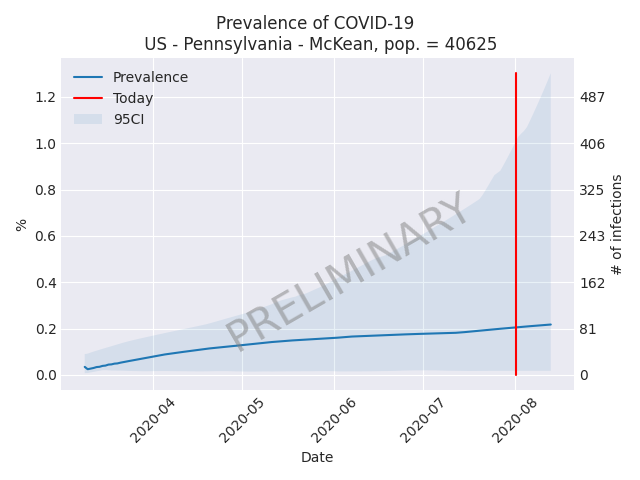 Prevalence of COVID-19
US - Pennsylvania - McKean, pop. = 40625
Prevalence
Today
95CI
1.2
1.0
0.8
0.6
0.4
0.2
0.0
%
487
406
325
243
162
81
0
# of infections
PRELIMINARY
2020-04
2020-05
2020-06
2020-07
2020-08
Date